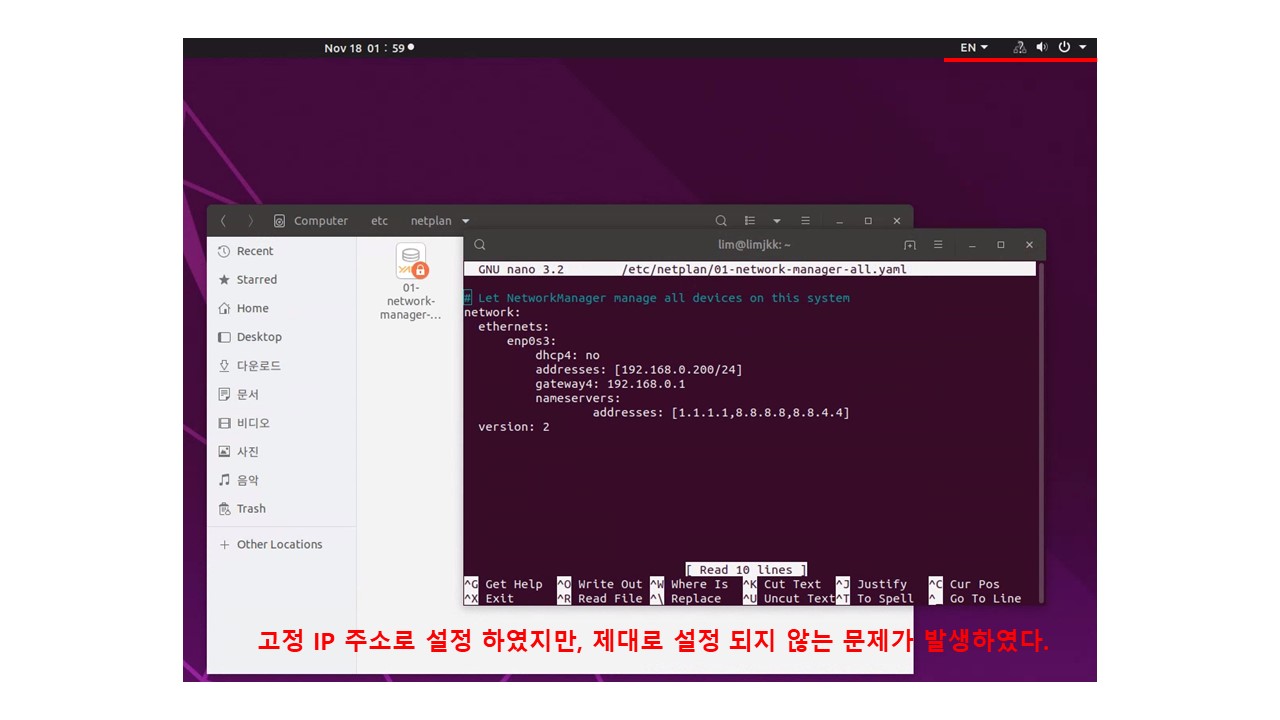 Nov 18 01 : 59
EN
Computer etc netplan
Recent
Starred
Home
Desktop
다운로드
문서
비디오
사진
음악
Trash
+ Other Locations
YAML
01-
network-
manager-...
lim@limjkk: ~
GNU nano 3.2 /etc/netplan/01-network-manager-all.yaml
# Let NetworkManager manage all devices on this system
network:
  ethernets:
      enp0s3:
          dhcp4: no
          addresses: [192.168.0.200/24]
          gateway4: 192.168.0.1
          nameservers:
                  addresses: [1.1.1.1,8.8.8.8,8.8.4.4]
  version: 2
[ Read 10 lines ]
^G Get Help ^O Write Out ^W Where Is ^K Cut Text ^J Justify ^C Cur Pos
^X Exit ^R Read File ^\ Replace ^U Uncut Text ^T To Spell ^_ Go To Line
고정 IP 주소로 설정 하였지만, 제대로 설정 되지 않는 문제가 발생하였다.